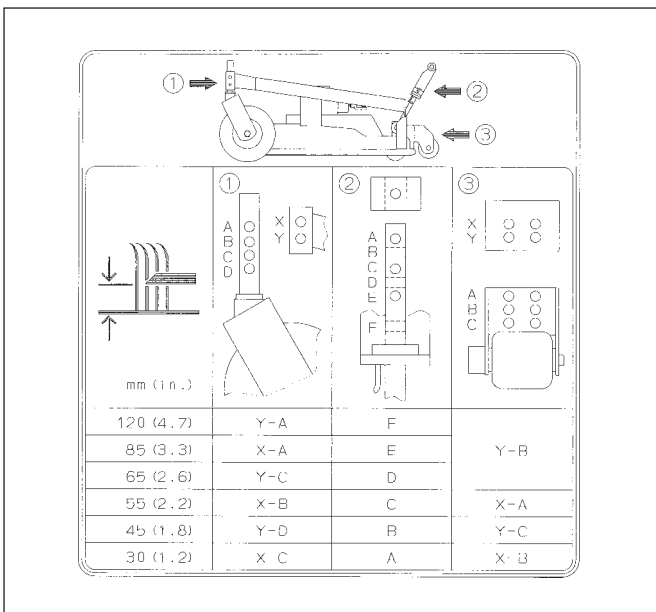 ① ②
③
① ② ③
A
B
C
D
X
Y
A
B
C
D
E
F
X
Y
A
B
C
mm (in.)
120 (4.7) Y-A F
85 (3.3) X-A E Y-B
65 (2.6) Y-C D
55 (2.2) X-B C X-A
45 (1.8) Y-D B Y-C
30 (1.2) X-C A X-B